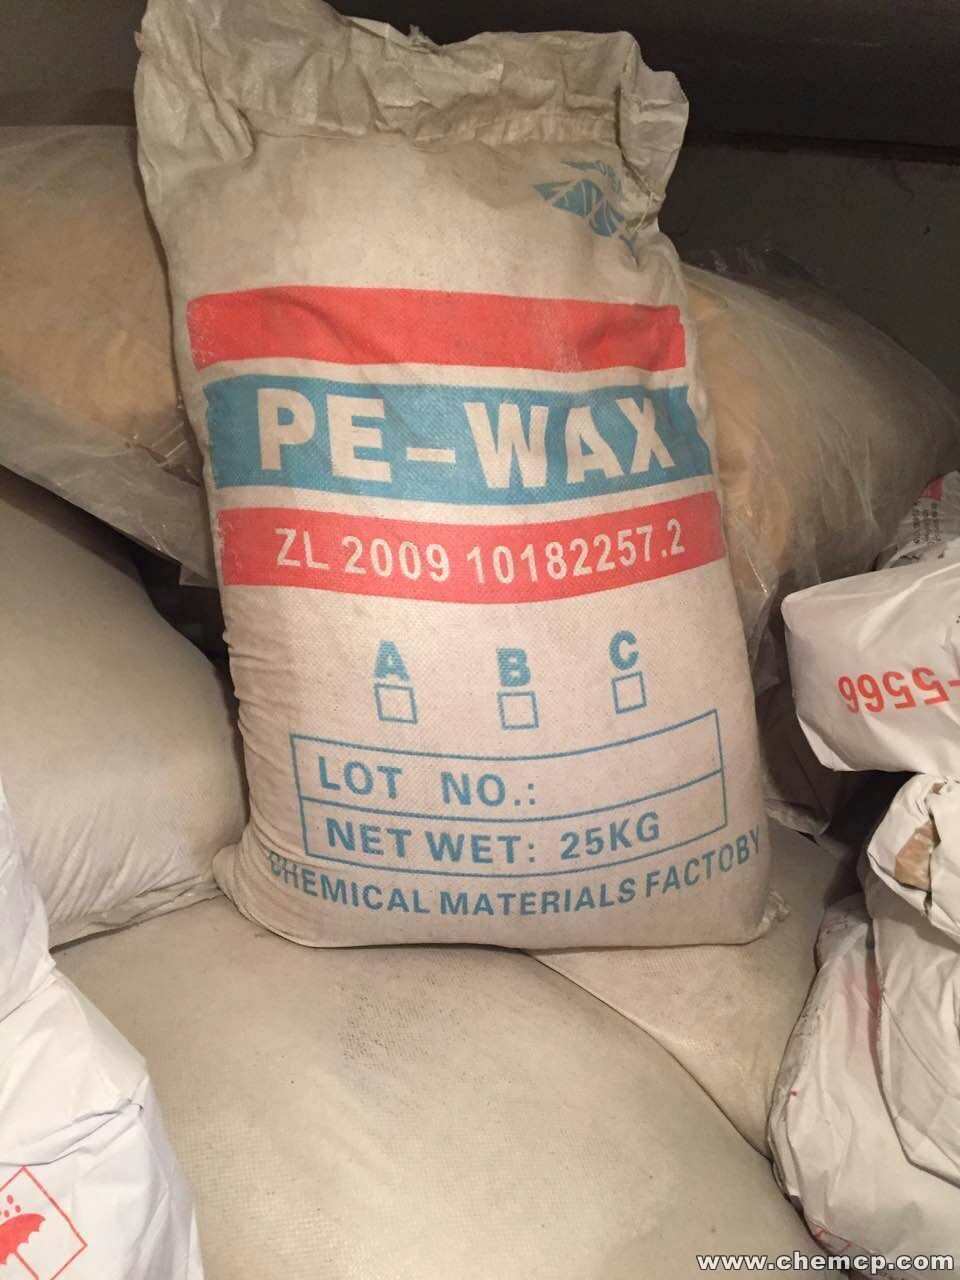 PE-WAX
ZL 2009 10182257.2
A B C
LOT NO.:
NET WET: 25KG
CHEMICAL MATERIALS FACTOBY
-5566
www.chemcp.com